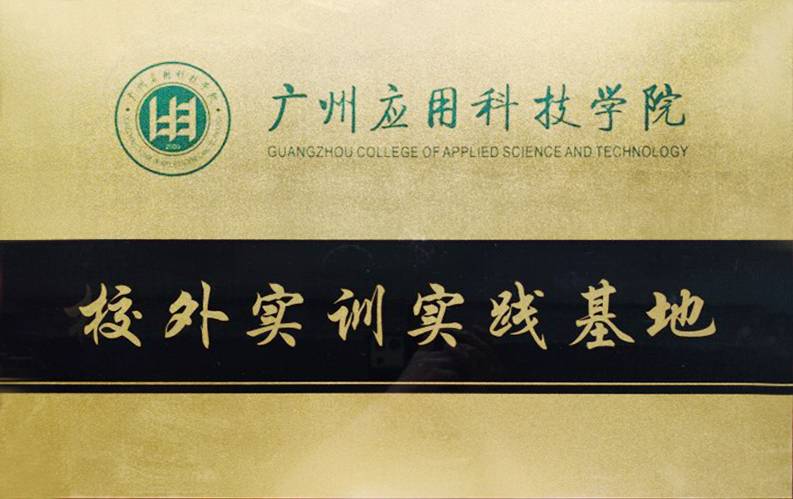 广州应用科技学院
GUANGZHOU COLLEGE OF APPLIED SCIENCE AND TECHNOLOGY
校外实训实践基地